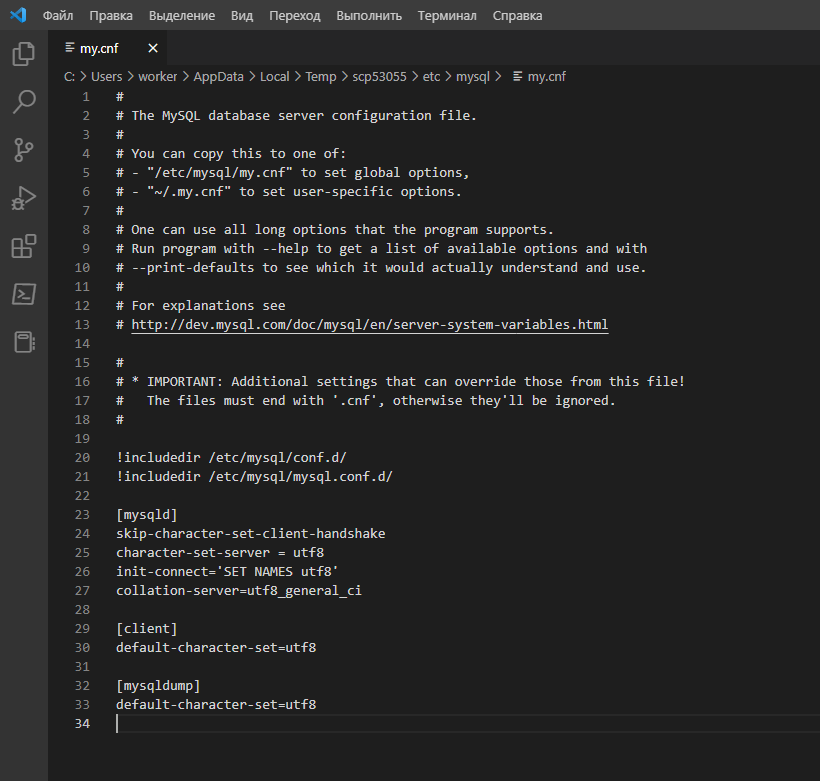 Файл Правка Выделение Вид Переход Выполнить Терминал Справка
my.cnf
C: > Users > worker > AppData > Local > Temp > scp53055 > etc > mysql > my.cnf
1 #
2 # The MySQL database server configuration file.
3 #
4 # You can copy this to one of:
5 # - "/etc/mysql/my.cnf" to set global options,
6 # - "~/.my.cnf" to set user-specific options.
7 #
8 # One can use all long options that the program supports.
9 # Run program with --help to get a list of available options and with
10 # --print-defaults to see which it would actually understand and use.
11 #
12 # For explanations see
13 # http://dev.mysql.com/doc/mysql/en/server-system-variables.html
14
15 #
16 # * IMPORTANT: Additional settings that can override those from this file!
17 #   The files must end with '.cnf', otherwise they'll be ignored.
18 #
19
20 !includedir /etc/mysql/conf.d/
21 !includedir /etc/mysql/mysql.conf.d/
22
23 [mysqld]
24 skip-character-set-client-handshake
25 character-set-server = utf8
26 init-connect='SET NAMES utf8'
27 collation-server=utf8_general_ci
28
29 [client]
30 default-character-set=utf8
31
32 [mysqldump]
33 default-character-set=utf8
34